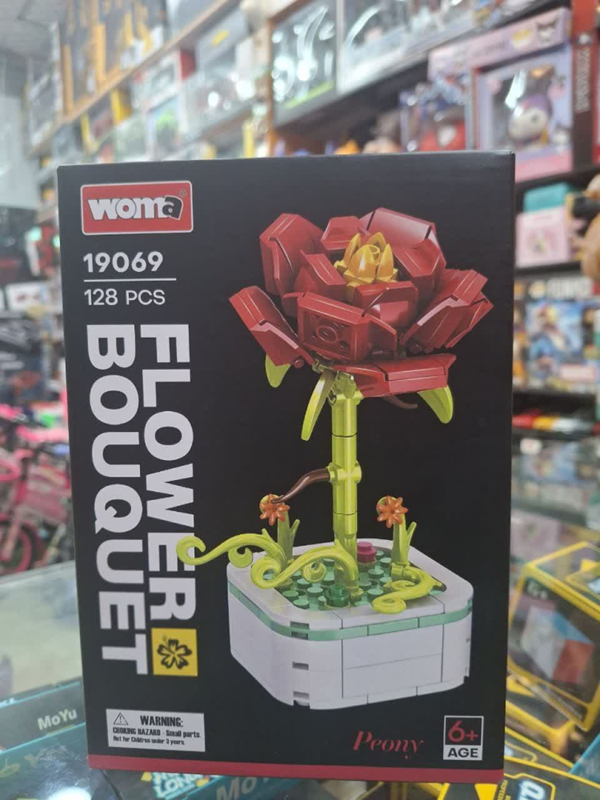 woma
19069
128 PCS
FLOWER
BOUQUET
WARNING:
CHOKING HAZARD - Small parts
Not for Children under 3 years.
Peony
6+
AGE
MoYu